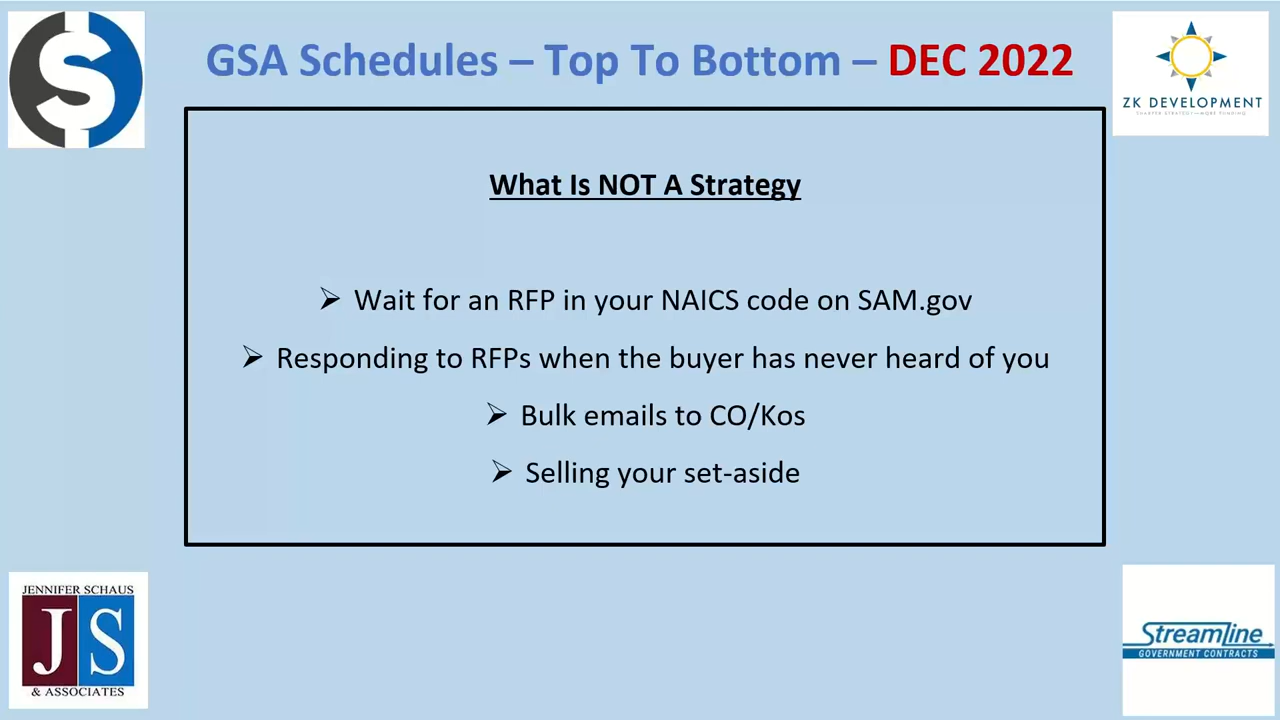 GSA Schedules – Top To Bottom – DEC 2022
ZK DEVELOPMENT
What Is NOT A Strategy
➢ Wait for an RFP in your NAICS code on SAM.gov
➢ Responding to RFPs when the buyer has never heard of you
➢ Bulk emails to CO/Kos
➢ Selling your set-aside
JENNIFER SCHAUS
JS
& ASSOCIATES
Streamline
GOVERNMENT CONTRACTS